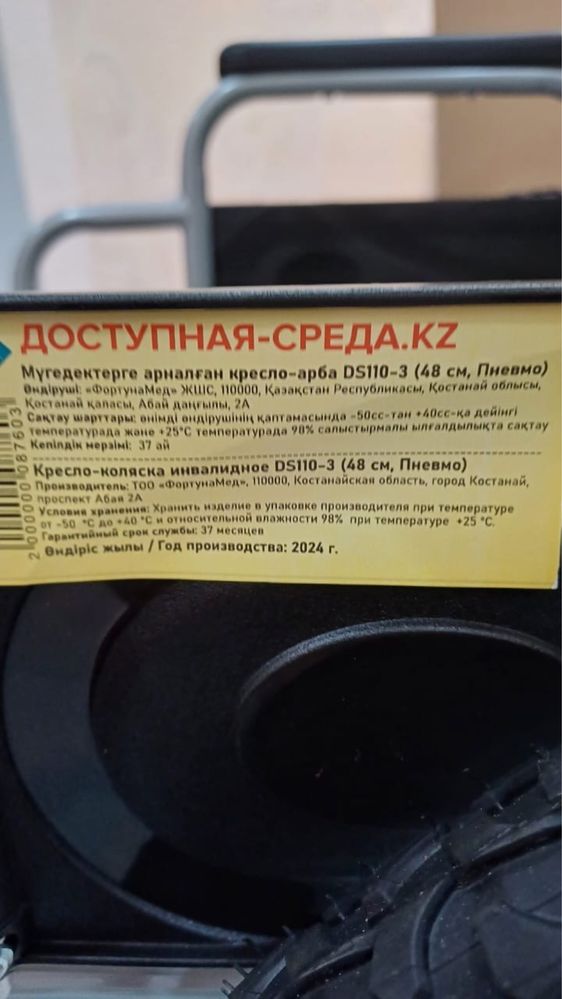 ДОСТУПНАЯ-СРЕДА.KZ
Мүгедектерге арналған кресло-арба DS110-3 (48 см, Пневмо)
Өндіруші: «ФортунаМед» ЖШС, 110000, Қазақстан Республикасы, Қостанай облысы,
Қостанай қаласы, Абай даңғылы, 2А
Сақтау шарттары: өнімді өндірушінің қаптамасында -50сс-тан +40сс-қа дейінгі
температурада және +25°С температурада 98% салыстырмалы ылғалдылықта сақтау
Кепілдік мерзімі: 37 ай
Кресло-коляска инвалидное DS110-3 (48 см, Пневмо)
Производитель: ТОО «ФортунаМед», 110000, Костанайская область, город Костанай,
проспект Абая 2А
Условия хранения: Хранить изделие в упаковке производителя при температуре
от -50 °С до +40 °С и относительной влажности 98% при температуре +25 °С.
Гарантийный срок службы: 37 месяцев
Өндіріс жылы / Год производства: 2024 г.
2 000000 087603